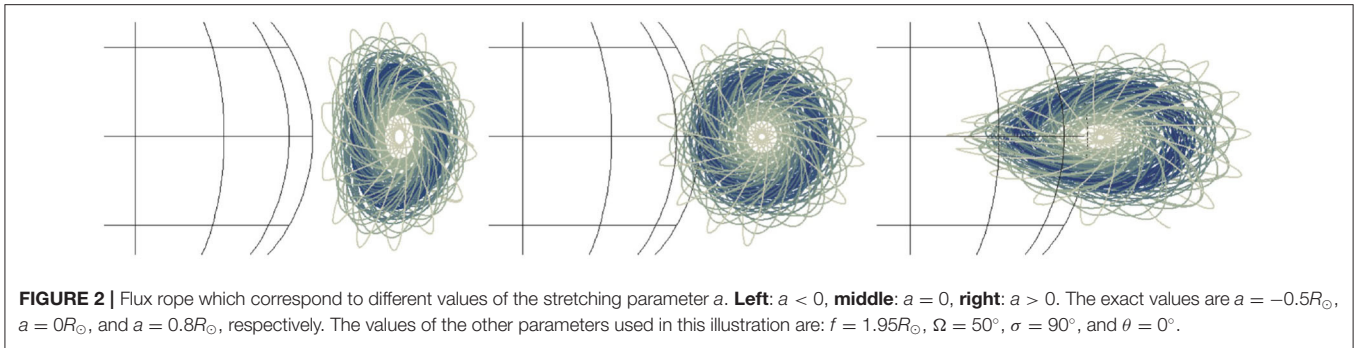 FIGURE 2 | Flux rope which correspond to different values of the stretching parameter a. Left: a < 0, middle: a = 0, right: a > 0. The exact values are a = −0.5R☉,
a = 0R☉, and a = 0.8R☉, respectively. The values of the other parameters used in this illustration are: f = 1.95R☉, Ω = 50°, σ = 90°, and θ = 0°.